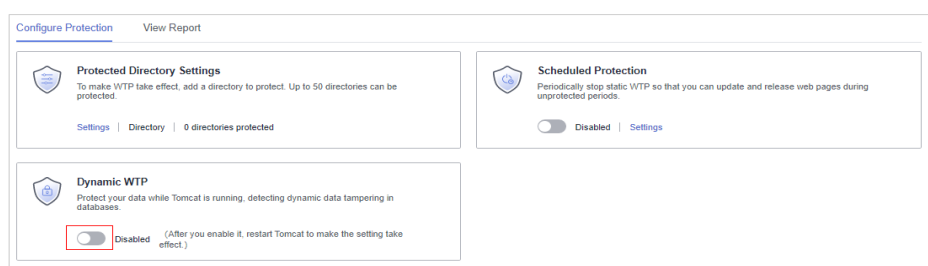 Configure Protection View Report
Protected Directory Settings
To make WTP take effect, add a directory to protect. Up to 50 directories can be
protected.
Settings | Directory | 0 directories protected
Scheduled Protection
Periodically stop static WTP so that you can update and release web pages during
unprotected periods.
Disabled | Settings
Dynamic WTP
Protect your data while Tomcat is running, detecting dynamic data tampering in
databases.
Disabled (After you enable it, restart Tomcat to make the setting take
effect.)